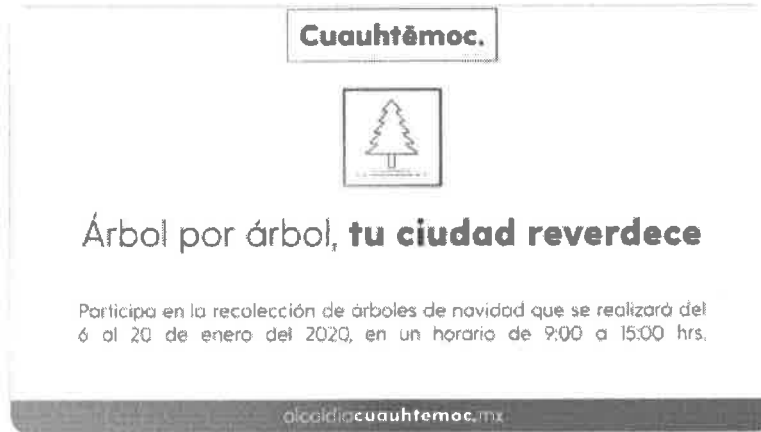 Cuauhtémoc.
Árbol por árbol, tu ciudad reverdece
Participa en la recolección de árboles de navidad que se realizará del
6 al 20 de enero del 2020, en un horario de 9:00 a 15:00 hrs.
alcaldiacuauhtemoc.mx